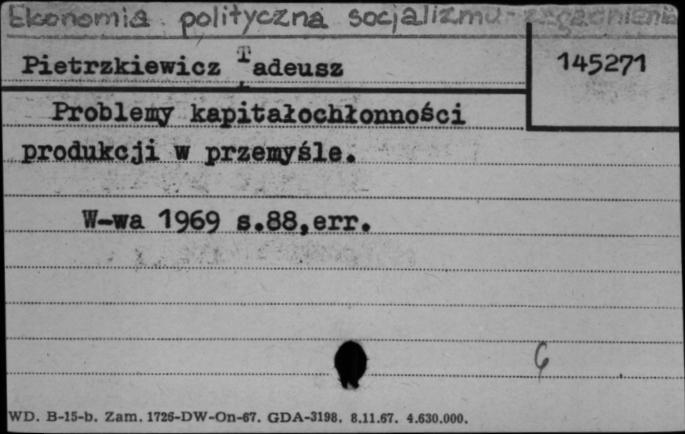 Ekonomia polityczna socjalizmu - zagadnienia
Pietrzkiewicz Tadeusz
145271
Problemy kapitałochłonności
produkcji w przemyśle.
W-wa 1969 s.88,err.
6
WD. B-15-b. Zam. 1726-DW-On-67. GDA-3198. 8.11.67. 4.630.000.